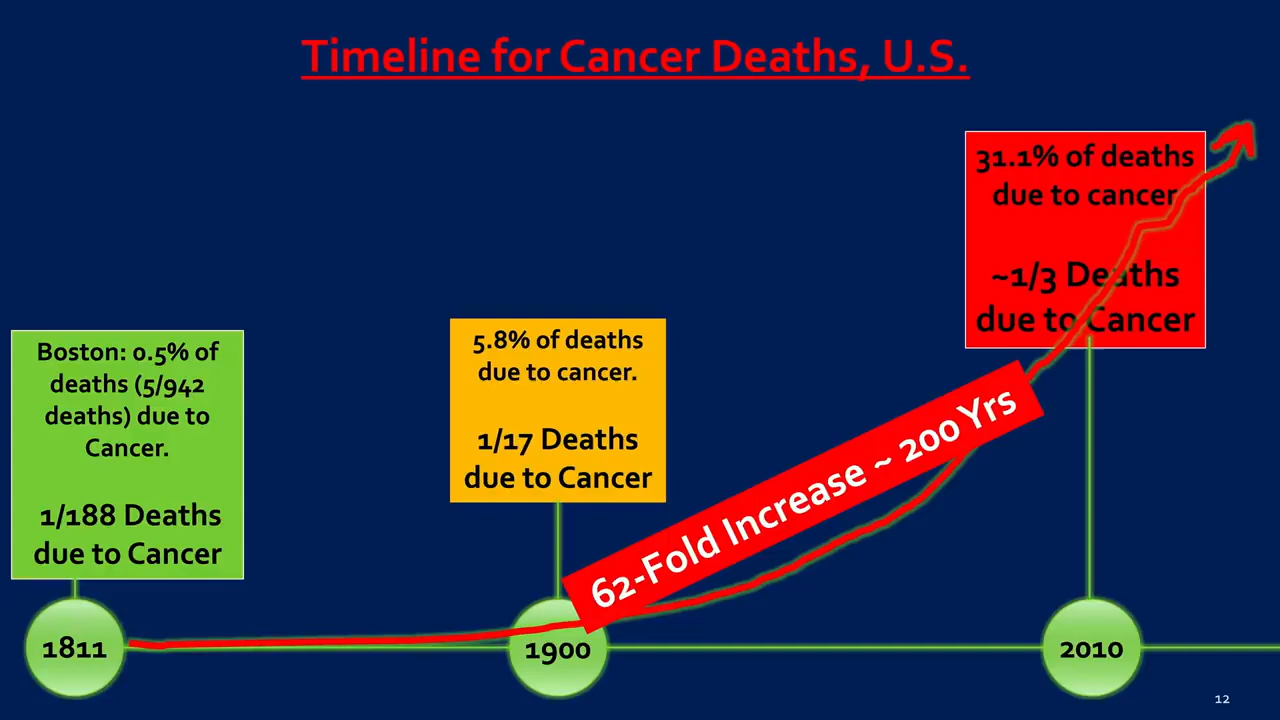 Timeline for Cancer Deaths, U.S.
Boston: 0.5% of
deaths (5/942
deaths) due to
Cancer.
1/188 Deaths
due to Cancer
5.8% of deaths
due to cancer.
1/17 Deaths
due to Cancer
31.1% of deaths
due to cancer
~1/3 Deaths
due to Cancer
62-Fold Increase ~ 200 Yrs
1811
1900
2010
12